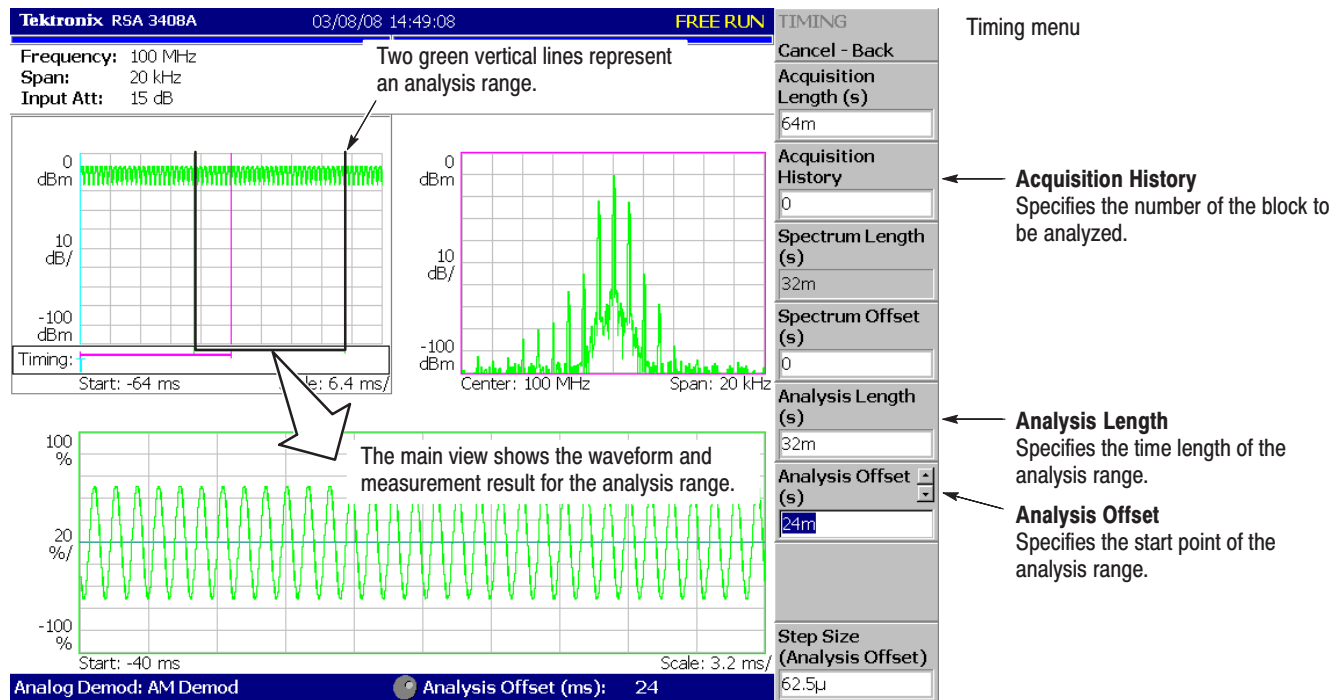 Tektronix RSA 3408A 03/08/08 14:49:08 FREE RUN
Frequency: 100 MHz
Span: 20 kHz
Input Att: 15 dB
Two green vertical lines represent
an analysis range.
0
dBm
10
dB/
-100
dBm
Timing:
Start: -64 ms
le: 6.4 ms/
0
dBm
10
dB/
-100
dBm
Center: 100 MHz
Span: 20 kHz
100
%
20
%/
-100
%
The main view shows the waveform and
measurement result for the analysis range.
Start: -40 ms
Scale: 3.2 ms/
Analog Demod: AM Demod
Analysis Offset (ms): 24
TIMING
Cancel - Back
Acquisition
Length (s)
64m
Acquisition
History
0
Spectrum Length
(s)
32m
Spectrum Offset
(s)
0
Analysis Length
(s)
32m
Analysis Offset
(s)
24m
Step Size
(Analysis Offset)
62.5µ
Timing menu
Acquisition History
Specifies the number of the block to
be analyzed.
Analysis Length
Specifies the time length of the
analysis range.
Analysis Offset
Specifies the start point of the
analysis range.